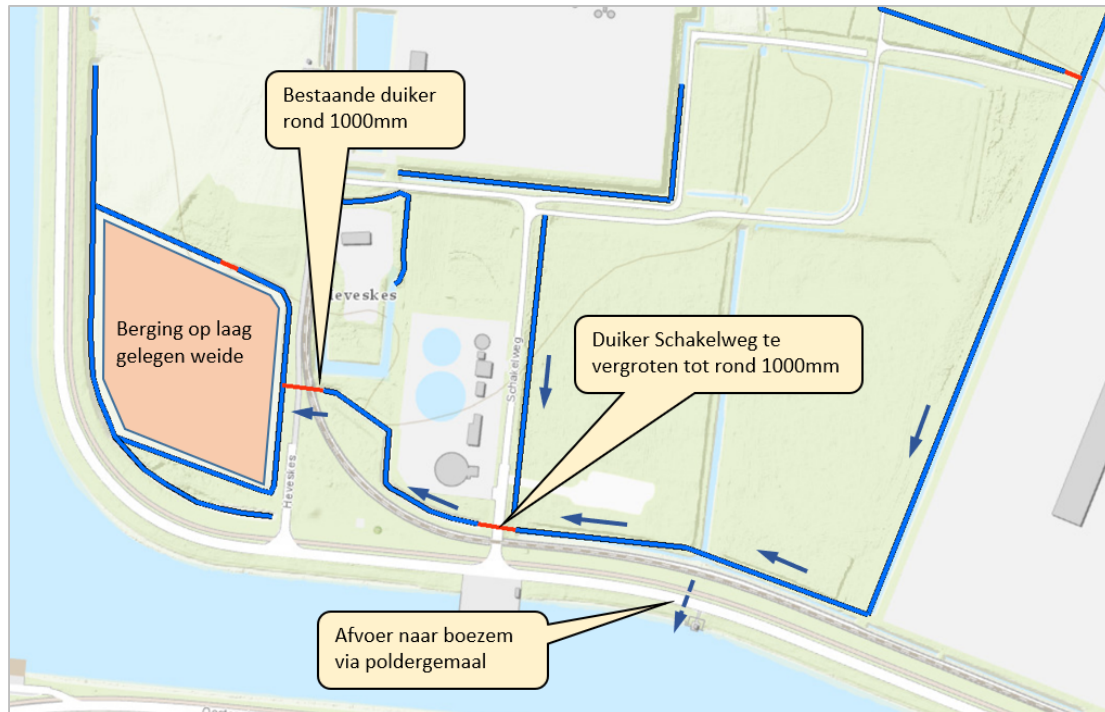 Bestaande duiker
rond 1000mm
Heveskes
Berging op laag
gelegen weide
Duiker Schakelweg te
vergroten tot rond 1000mm
Schakelweg
Heveskes
Afvoer naar boezem
via poldergemaal